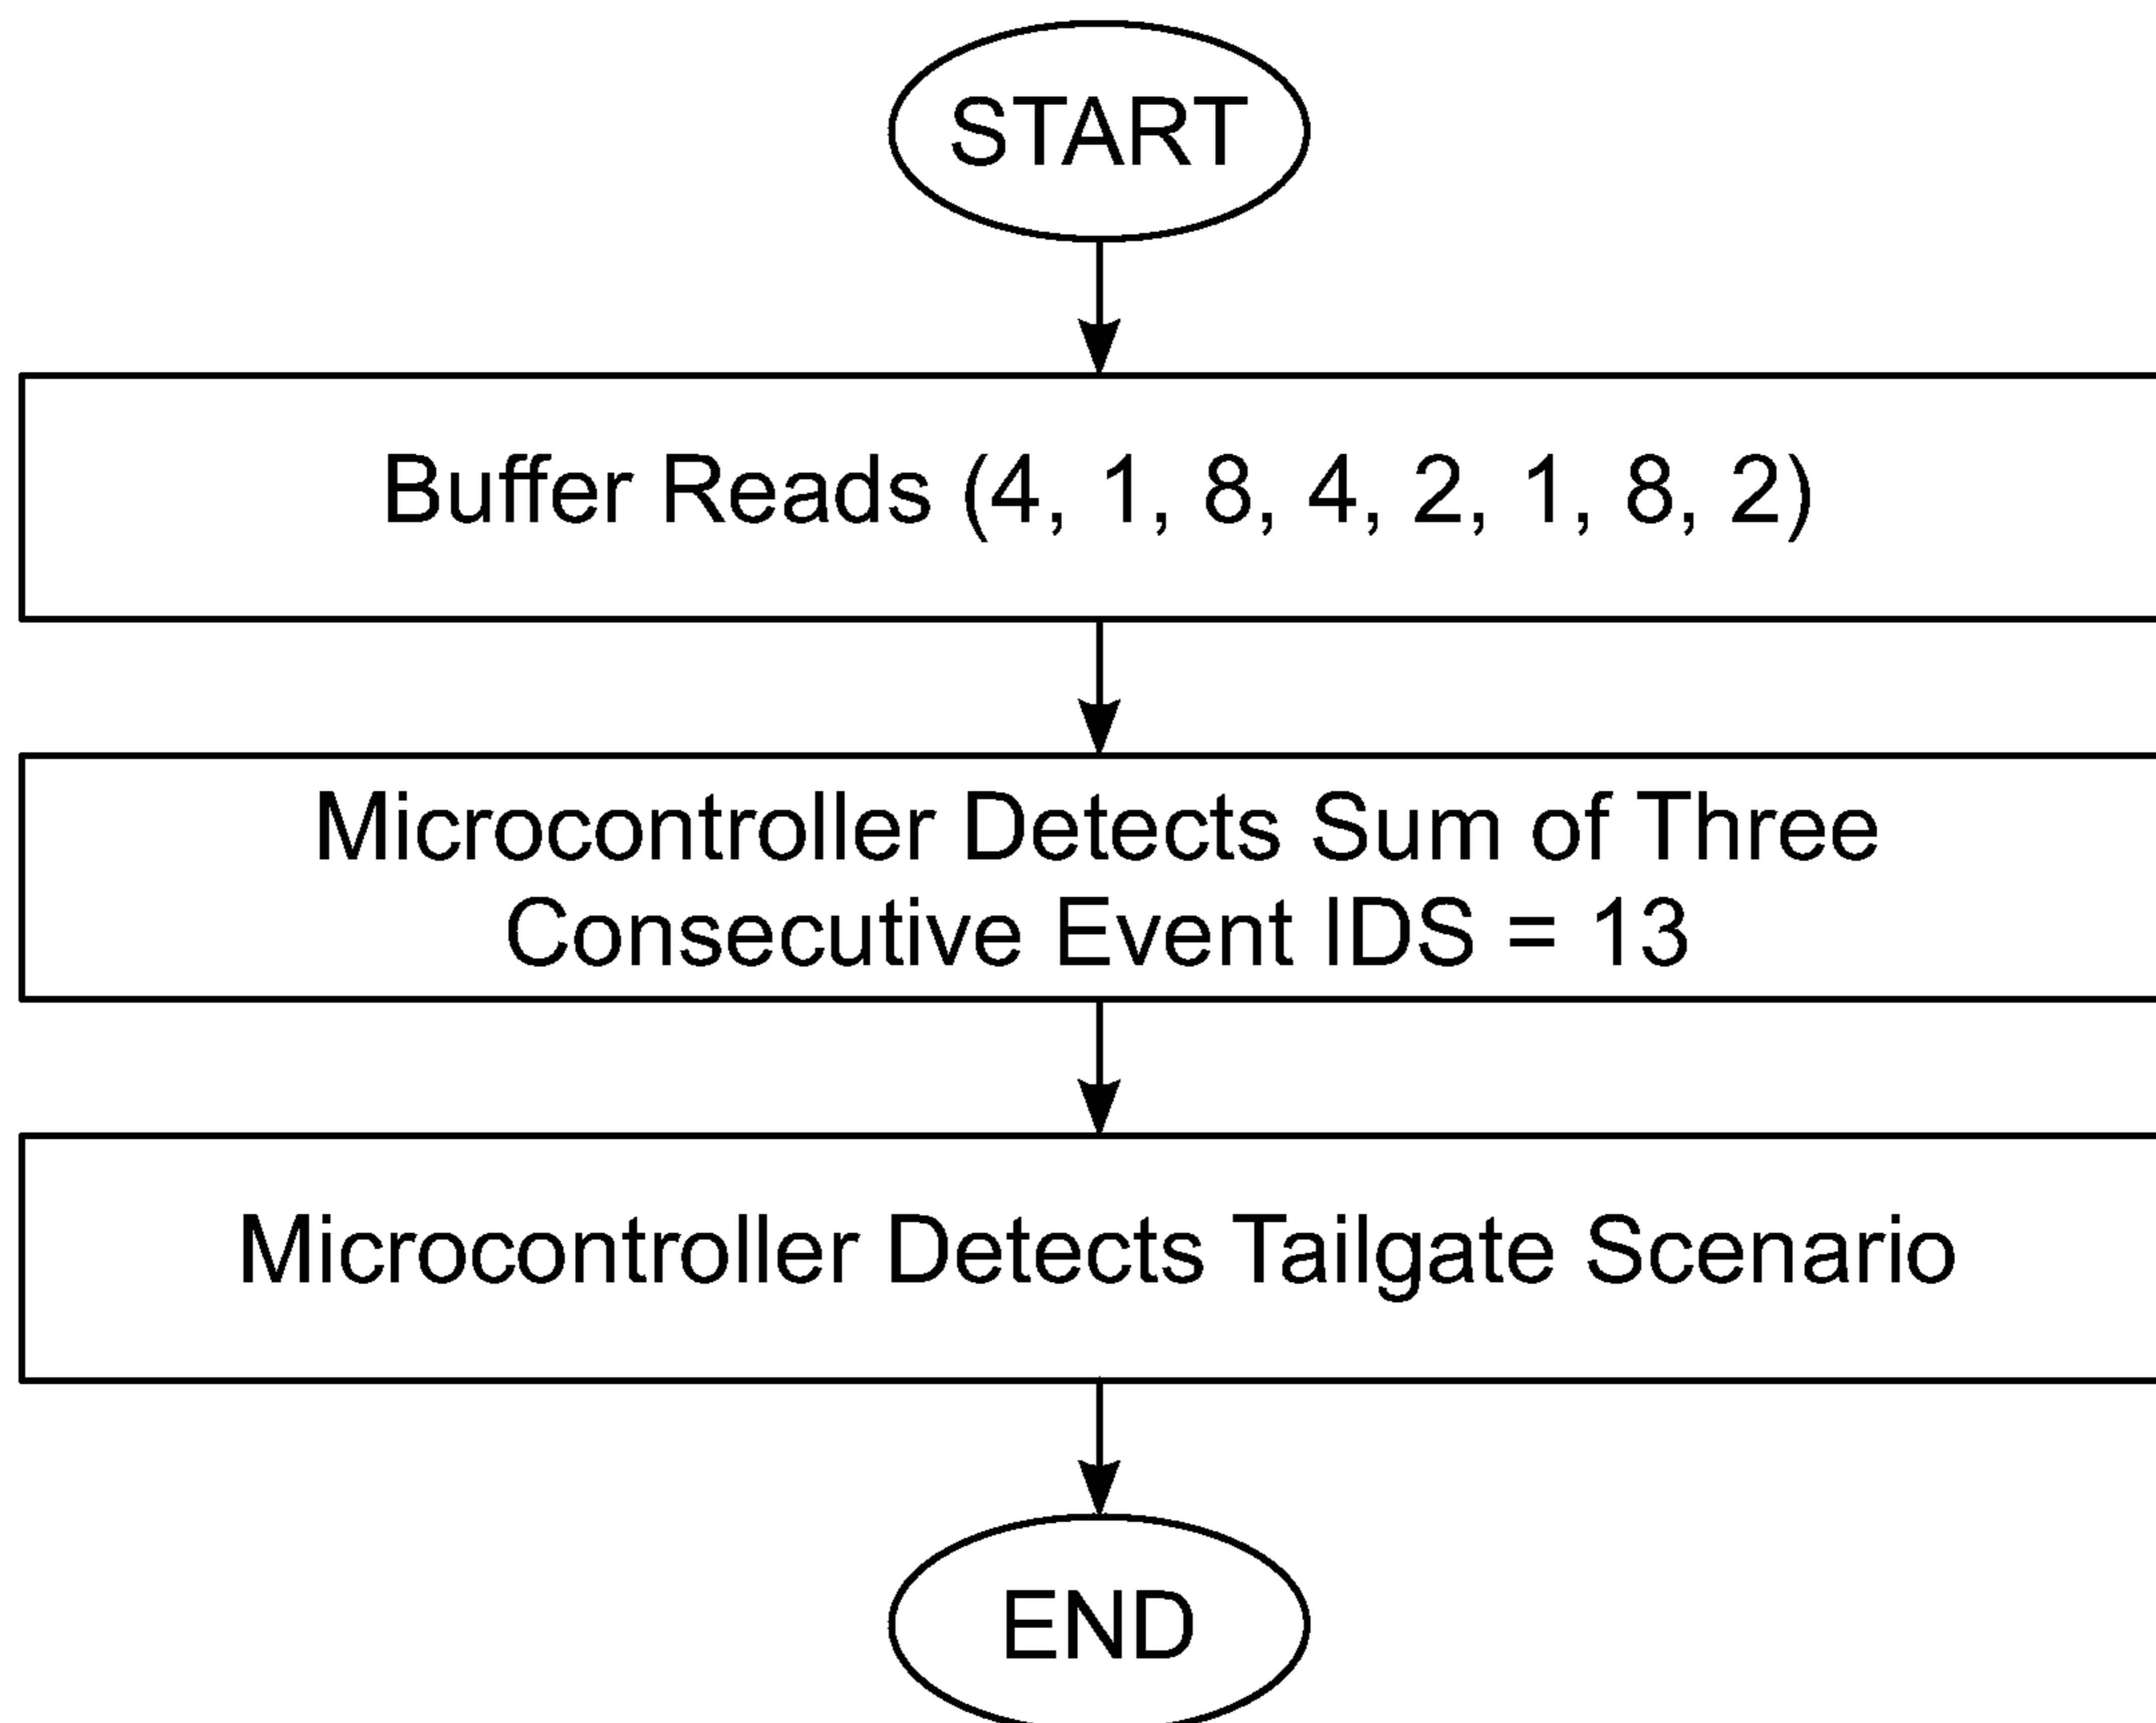 START
Buffer Reads (4, 1, 8, 4, 2, 1, 8, 2)
Microcontroller Detects Sum of Three
Consecutive Event IDS = 13
Microcontroller Detects Tailgate Scenario
END